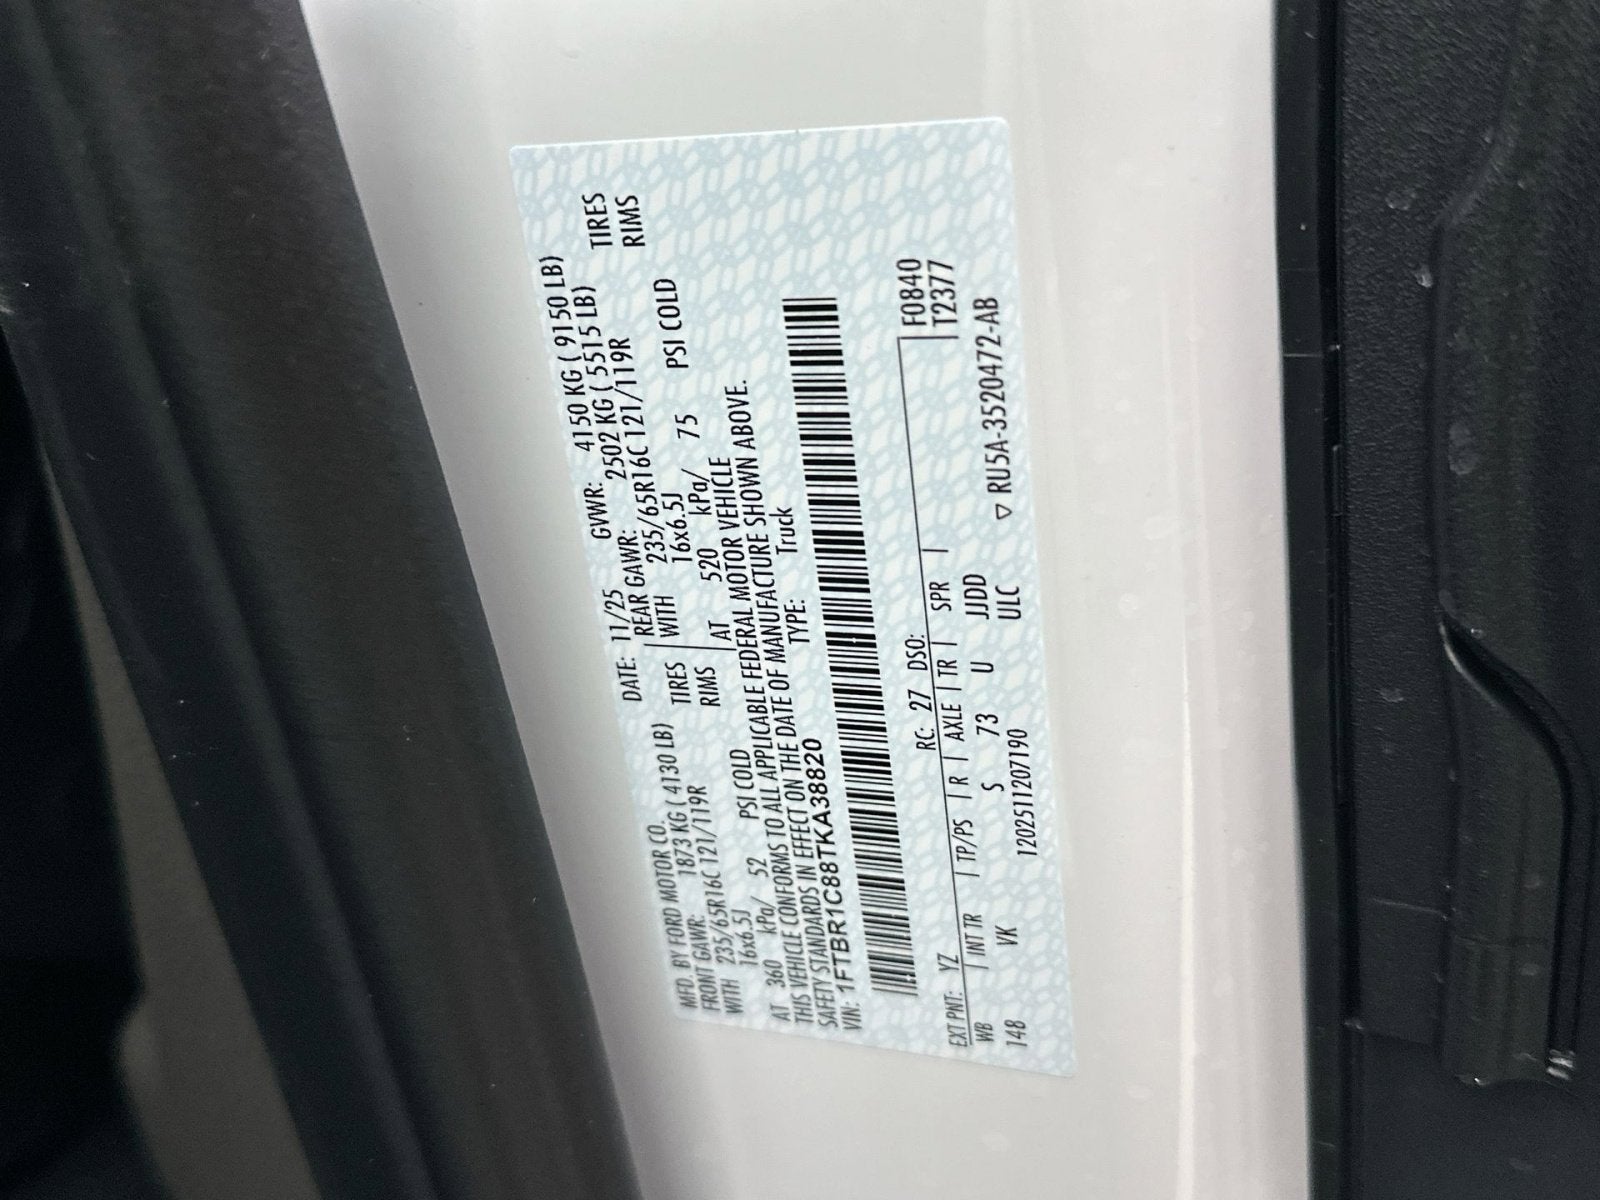 MFD. BY FORD MOTOR CO.
DATE: 11/25 GVWR: 4150 KG ( 9150 LB)
FRONT GAWR: 1873 KG ( 4130 LB) REAR GAWR: 2502 KG ( 5515 LB)
WITH 235/65R16C 121/119R TIRES WITH 235/65R16C 121/119R TIRES
16x6.5J RIMS 16x6.5J RIMS
AT 360 kPa/ 52 PSI COLD AT 520 kPa/ 75 PSI COLD
THIS VEHICLE CONFORMS TO ALL APPLICABLE FEDERAL MOTOR VEHICLE
SAFETY STANDARDS IN EFFECT ON THE DATE OF MANUFACTURE SHOWN ABOVE.
VIN: 1FTBR1C88TKA38820 TYPE: Truck
EXT PNT: YZ RC: 27 DSO: F0840
WB INT TR TP/PS R AXLE TR SPR T2377
148 VK S 73 U JJDD
120251120719​0 ULC
▽ RU5A-3520472-AB